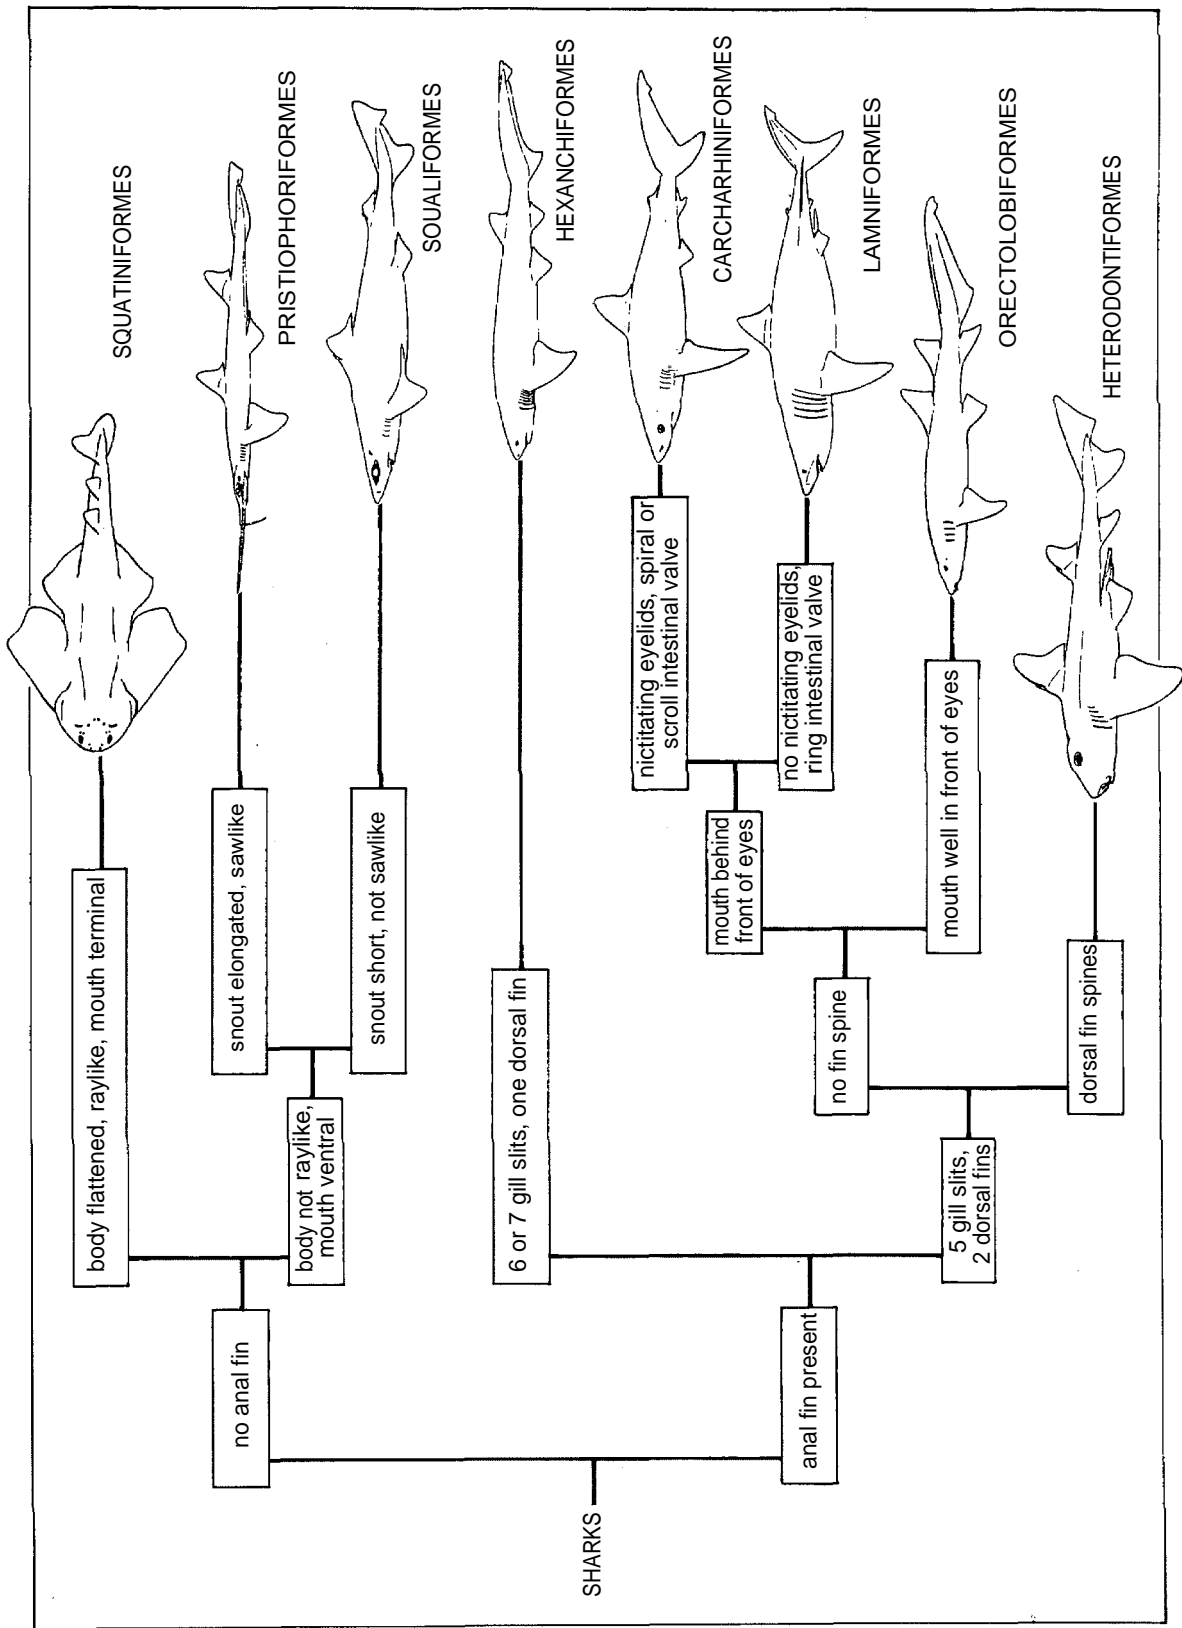 SHARKS
no anal fin
anal fin present
body flattened, raylike, mouth terminal
body not raylike,
mouth ventral
6 or 7 gill slits, one dorsal fin
5 gill slits,
2 dorsal fins
snout elongated, sawlike
snout short, not sawlike
no fin spine
dorsal fin spines
mouth behind
front of eyes
mouth well in front of eyes
nictitating eyelids, spiral or
scroll intestinal valve
no nictitating eyelids,
ring intestinal valve
SQUATINIFORMES
PRISTIOPHORIFORMES
SOUALIFORMES
HEXANCHIFORMES
CARCHARHINIFORMES
LAMNIFORMES
ORECTOLOBIFORMES
HETERODONTIFORMES